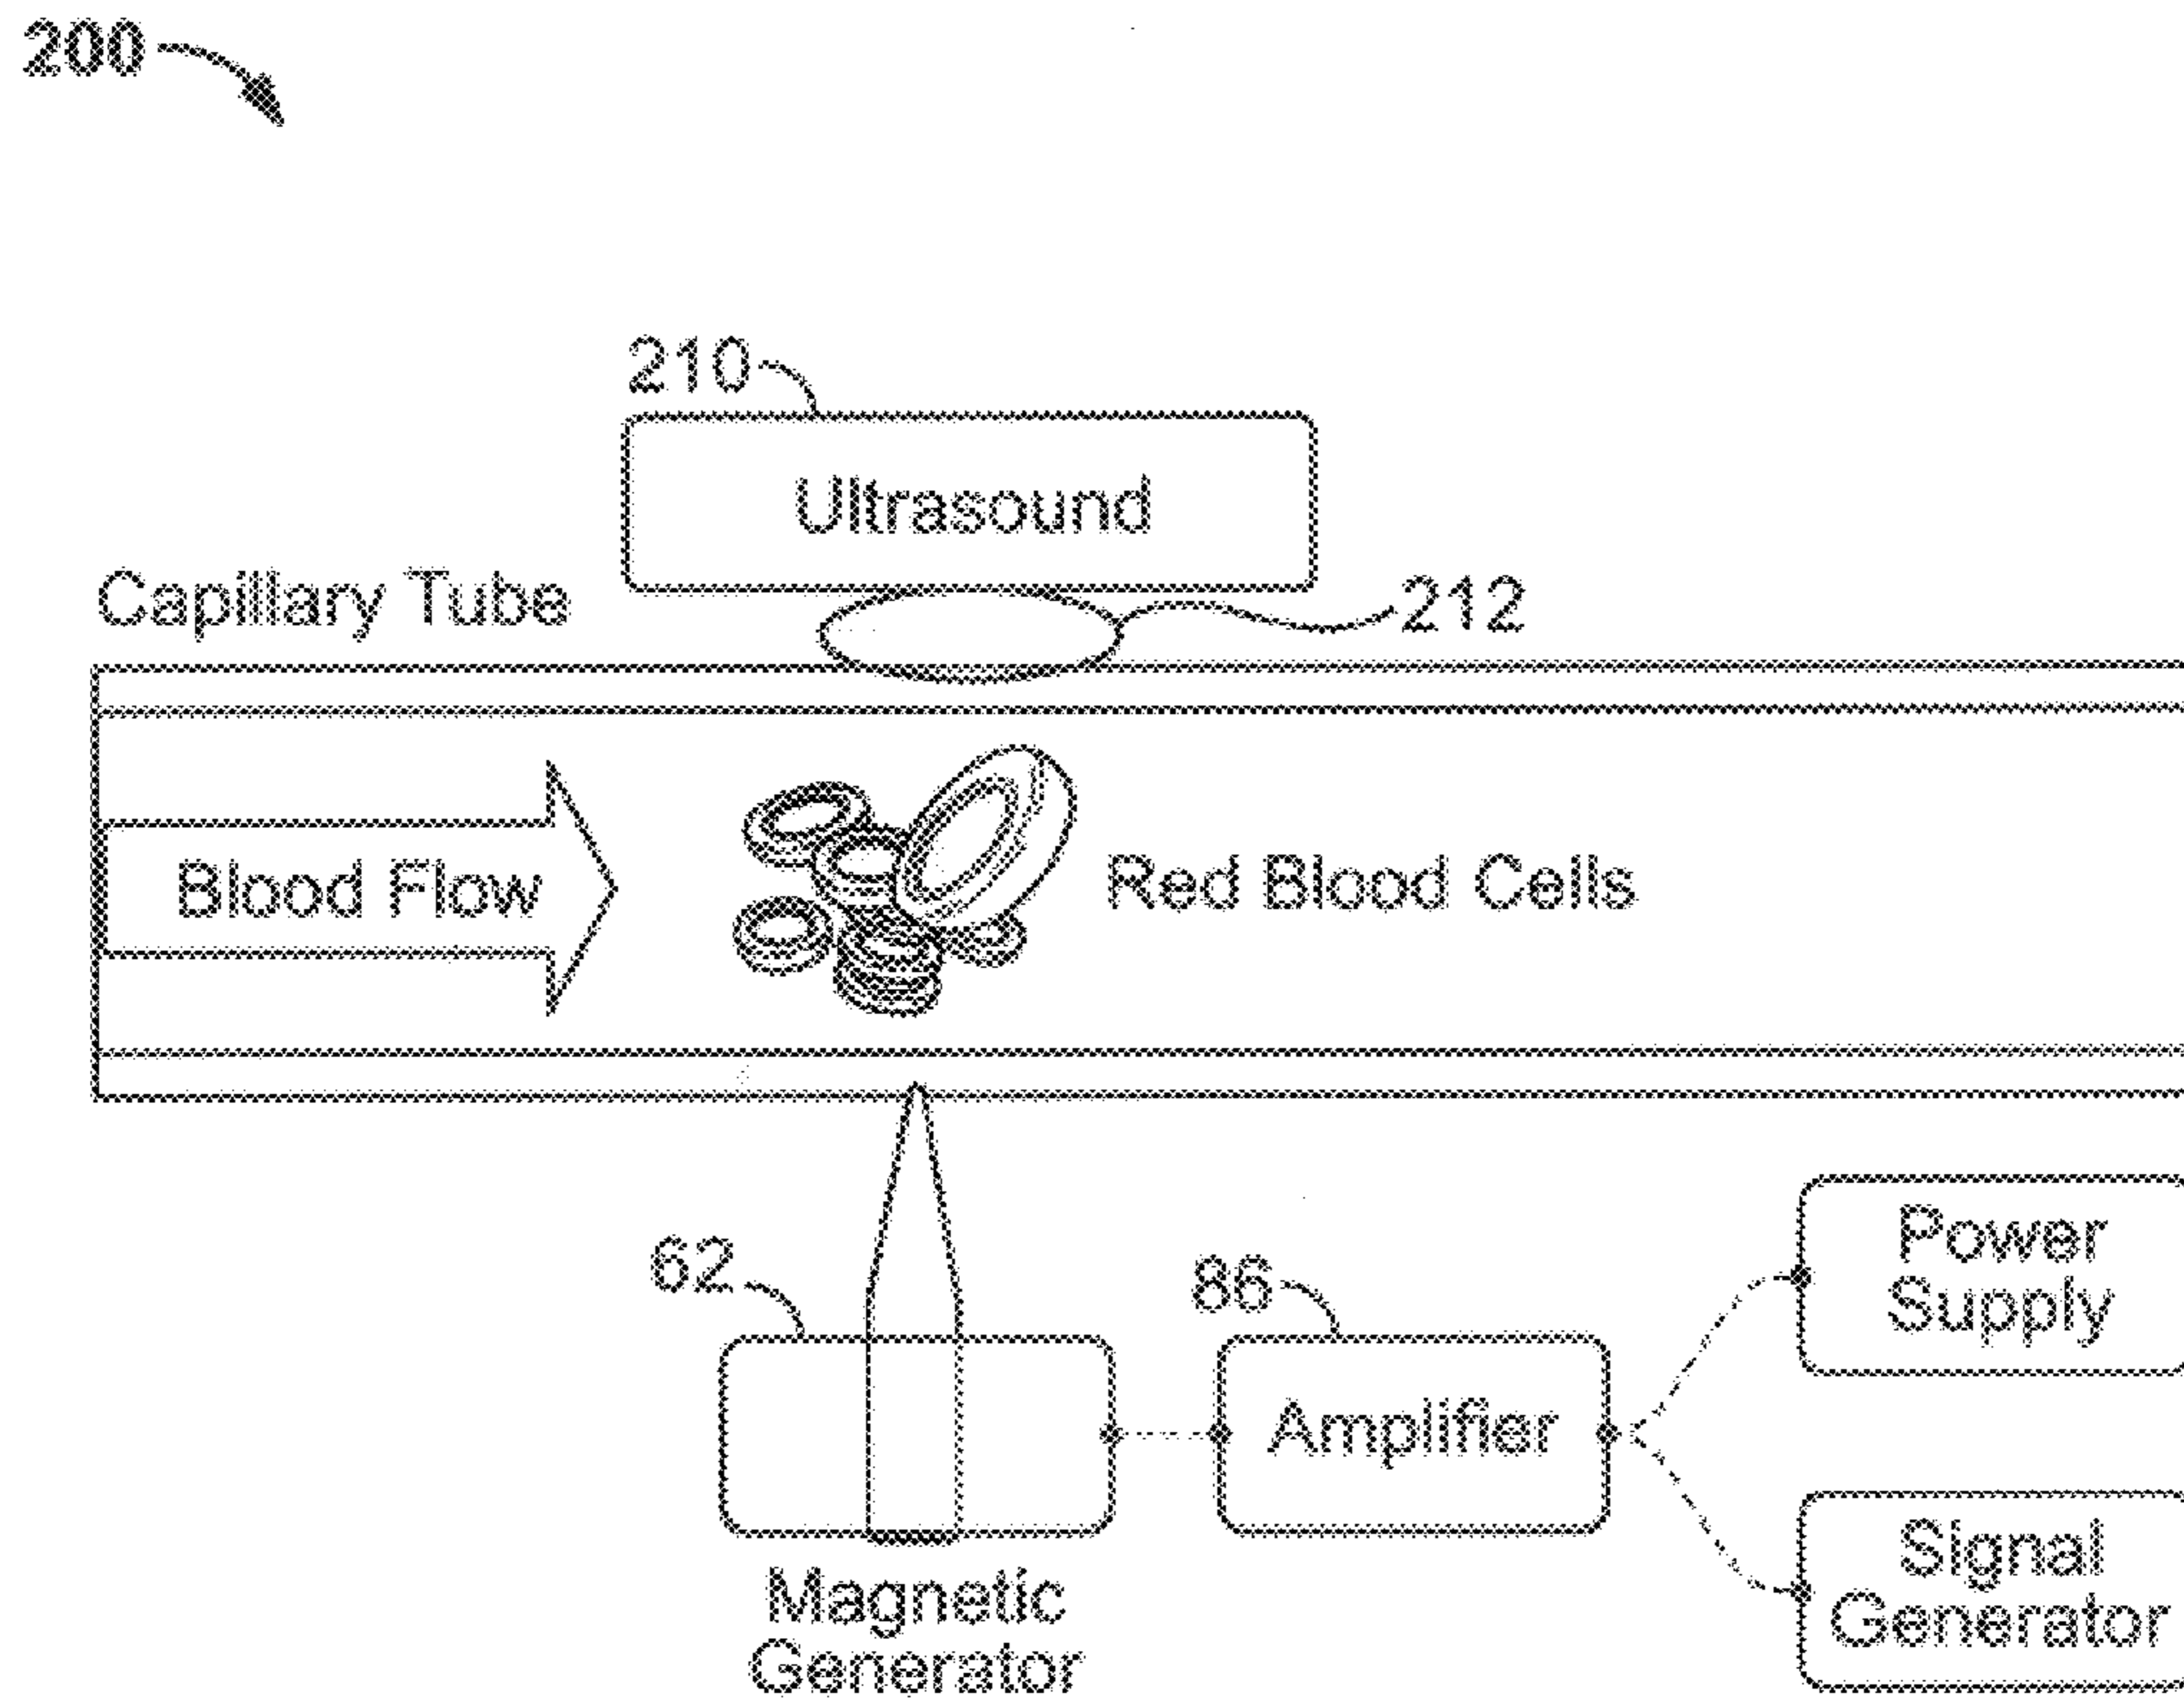 200
210
Ultrasound
Capillary Tube
212
Blood Flow
Red Blood Cells
62
86
Power
Supply
Amplifier
Signal
Generator
Magnetic
Generator